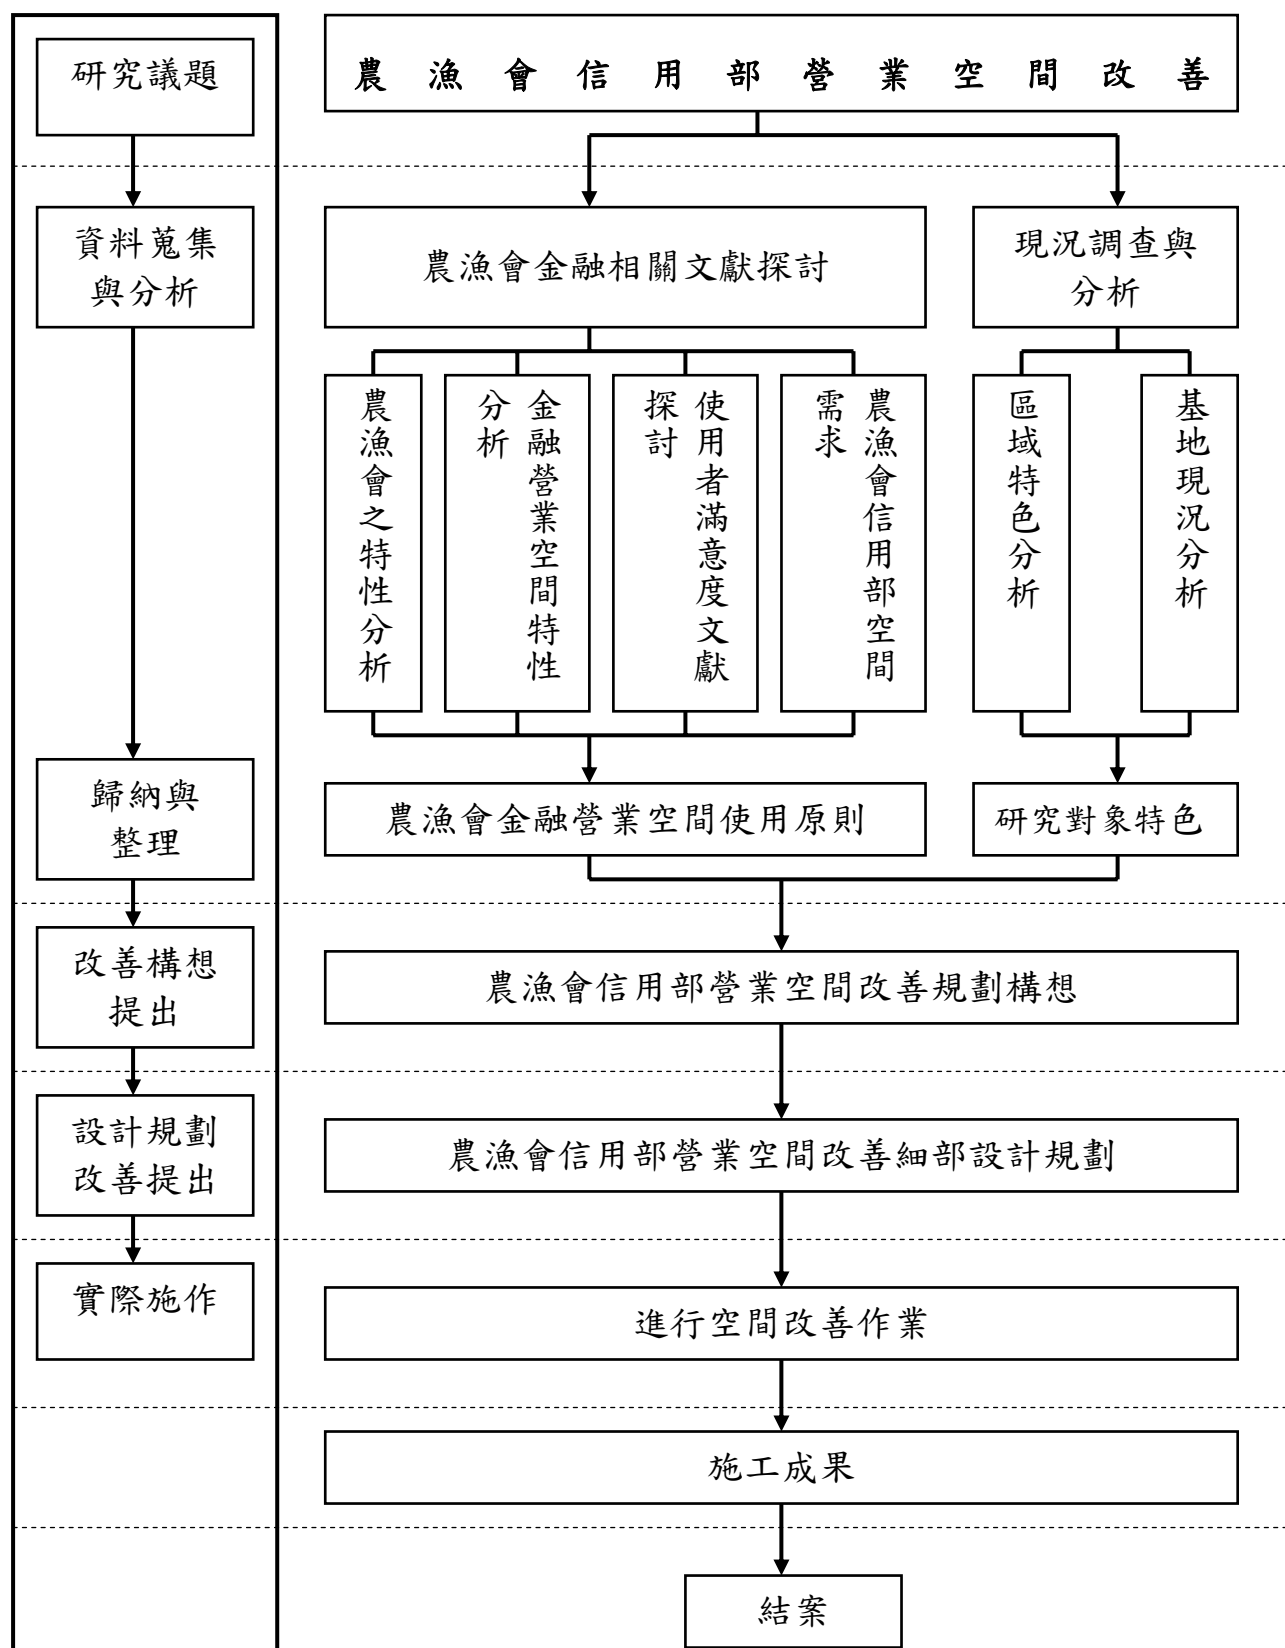 研究議題
農漁會信用部營業空間改善
資料蒐集
與分析
農漁會金融相關文獻探討
現況調查與
分析
農漁會之特性分析
金融營業空間特性
分析
使用者滿意度文獻
探討
農漁會信用部空間
需求
區域特色分析
基地現況分析
歸納與
整理
農漁會金融營業空間使用原則
研究對象特色
改善構想
提出
農漁會信用部營業空間改善規劃構想
設計規劃
改善提出
農漁會信用部營業空間改善細部設計規劃
實際施作
進行空間改善作業
施工成果
結案